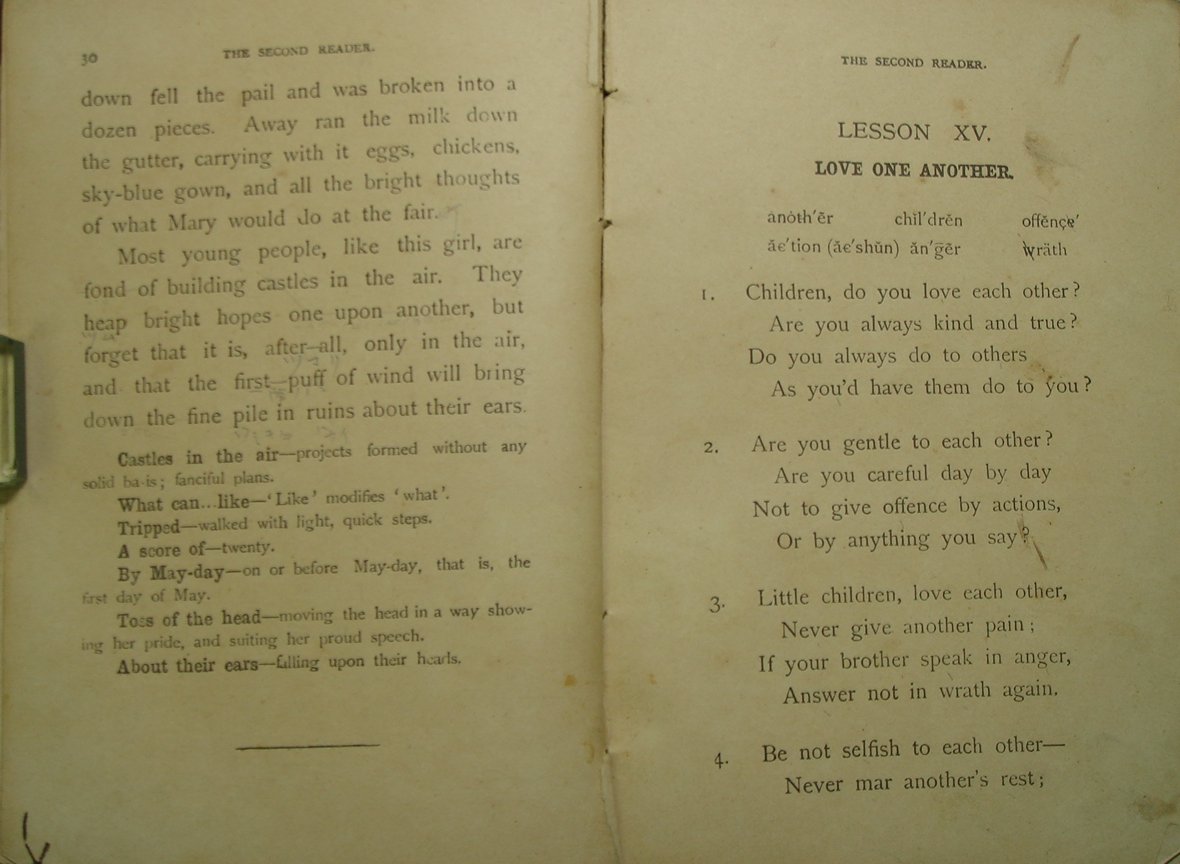 30
THE SECOND READER.
down fell the pail and was broken into a
dozen pieces. Away ran the milk down
the gutter, carrying with it eggs, chickens,
sky-blue gown, and all the bright thoughts
of what Mary would do at the fair.
Most young people, like this girl, are
fond of building castles in the air. They
heap bright hopes one upon another, but
forget that it is, after-all, only in the air,
and that the first-puff of wind will bring
down the fine pile in ruins about their ears.
Castles in the air—projects formed without any
solid basis; fanciful plans.
What can...like—‘Like’ modifies ‘what’.
Tripped—walked with light, quick steps.
A score of—twenty.
By May-day—on or before May-day, that is, the
first day of May.
Toss of the head—moving the head in a way show-
ing her pride, and suiting her proud speech.
About their ears—falling upon their heads.
THE SECOND READER.
LESSON XV.
LOVE ONE ANOTHER.
anòth′ẽr chĭl′drĕn offĕnçe′
ăc′tion (ăc′shŭn) ăn′ḡẽr wräth
1. Children, do you love each other?
Are you always kind and true?
Do you always do to others
As you'd have them do to you?
2. Are you gentle to each other?
Are you careful day by day
Not to give offence by actions,
Or by anything you say?
3. Little children, love each other,
Never give another pain;
If your brother speak in anger,
Answer not in wrath again.
4. Be not selfish to each other—
Never mar another's rest;